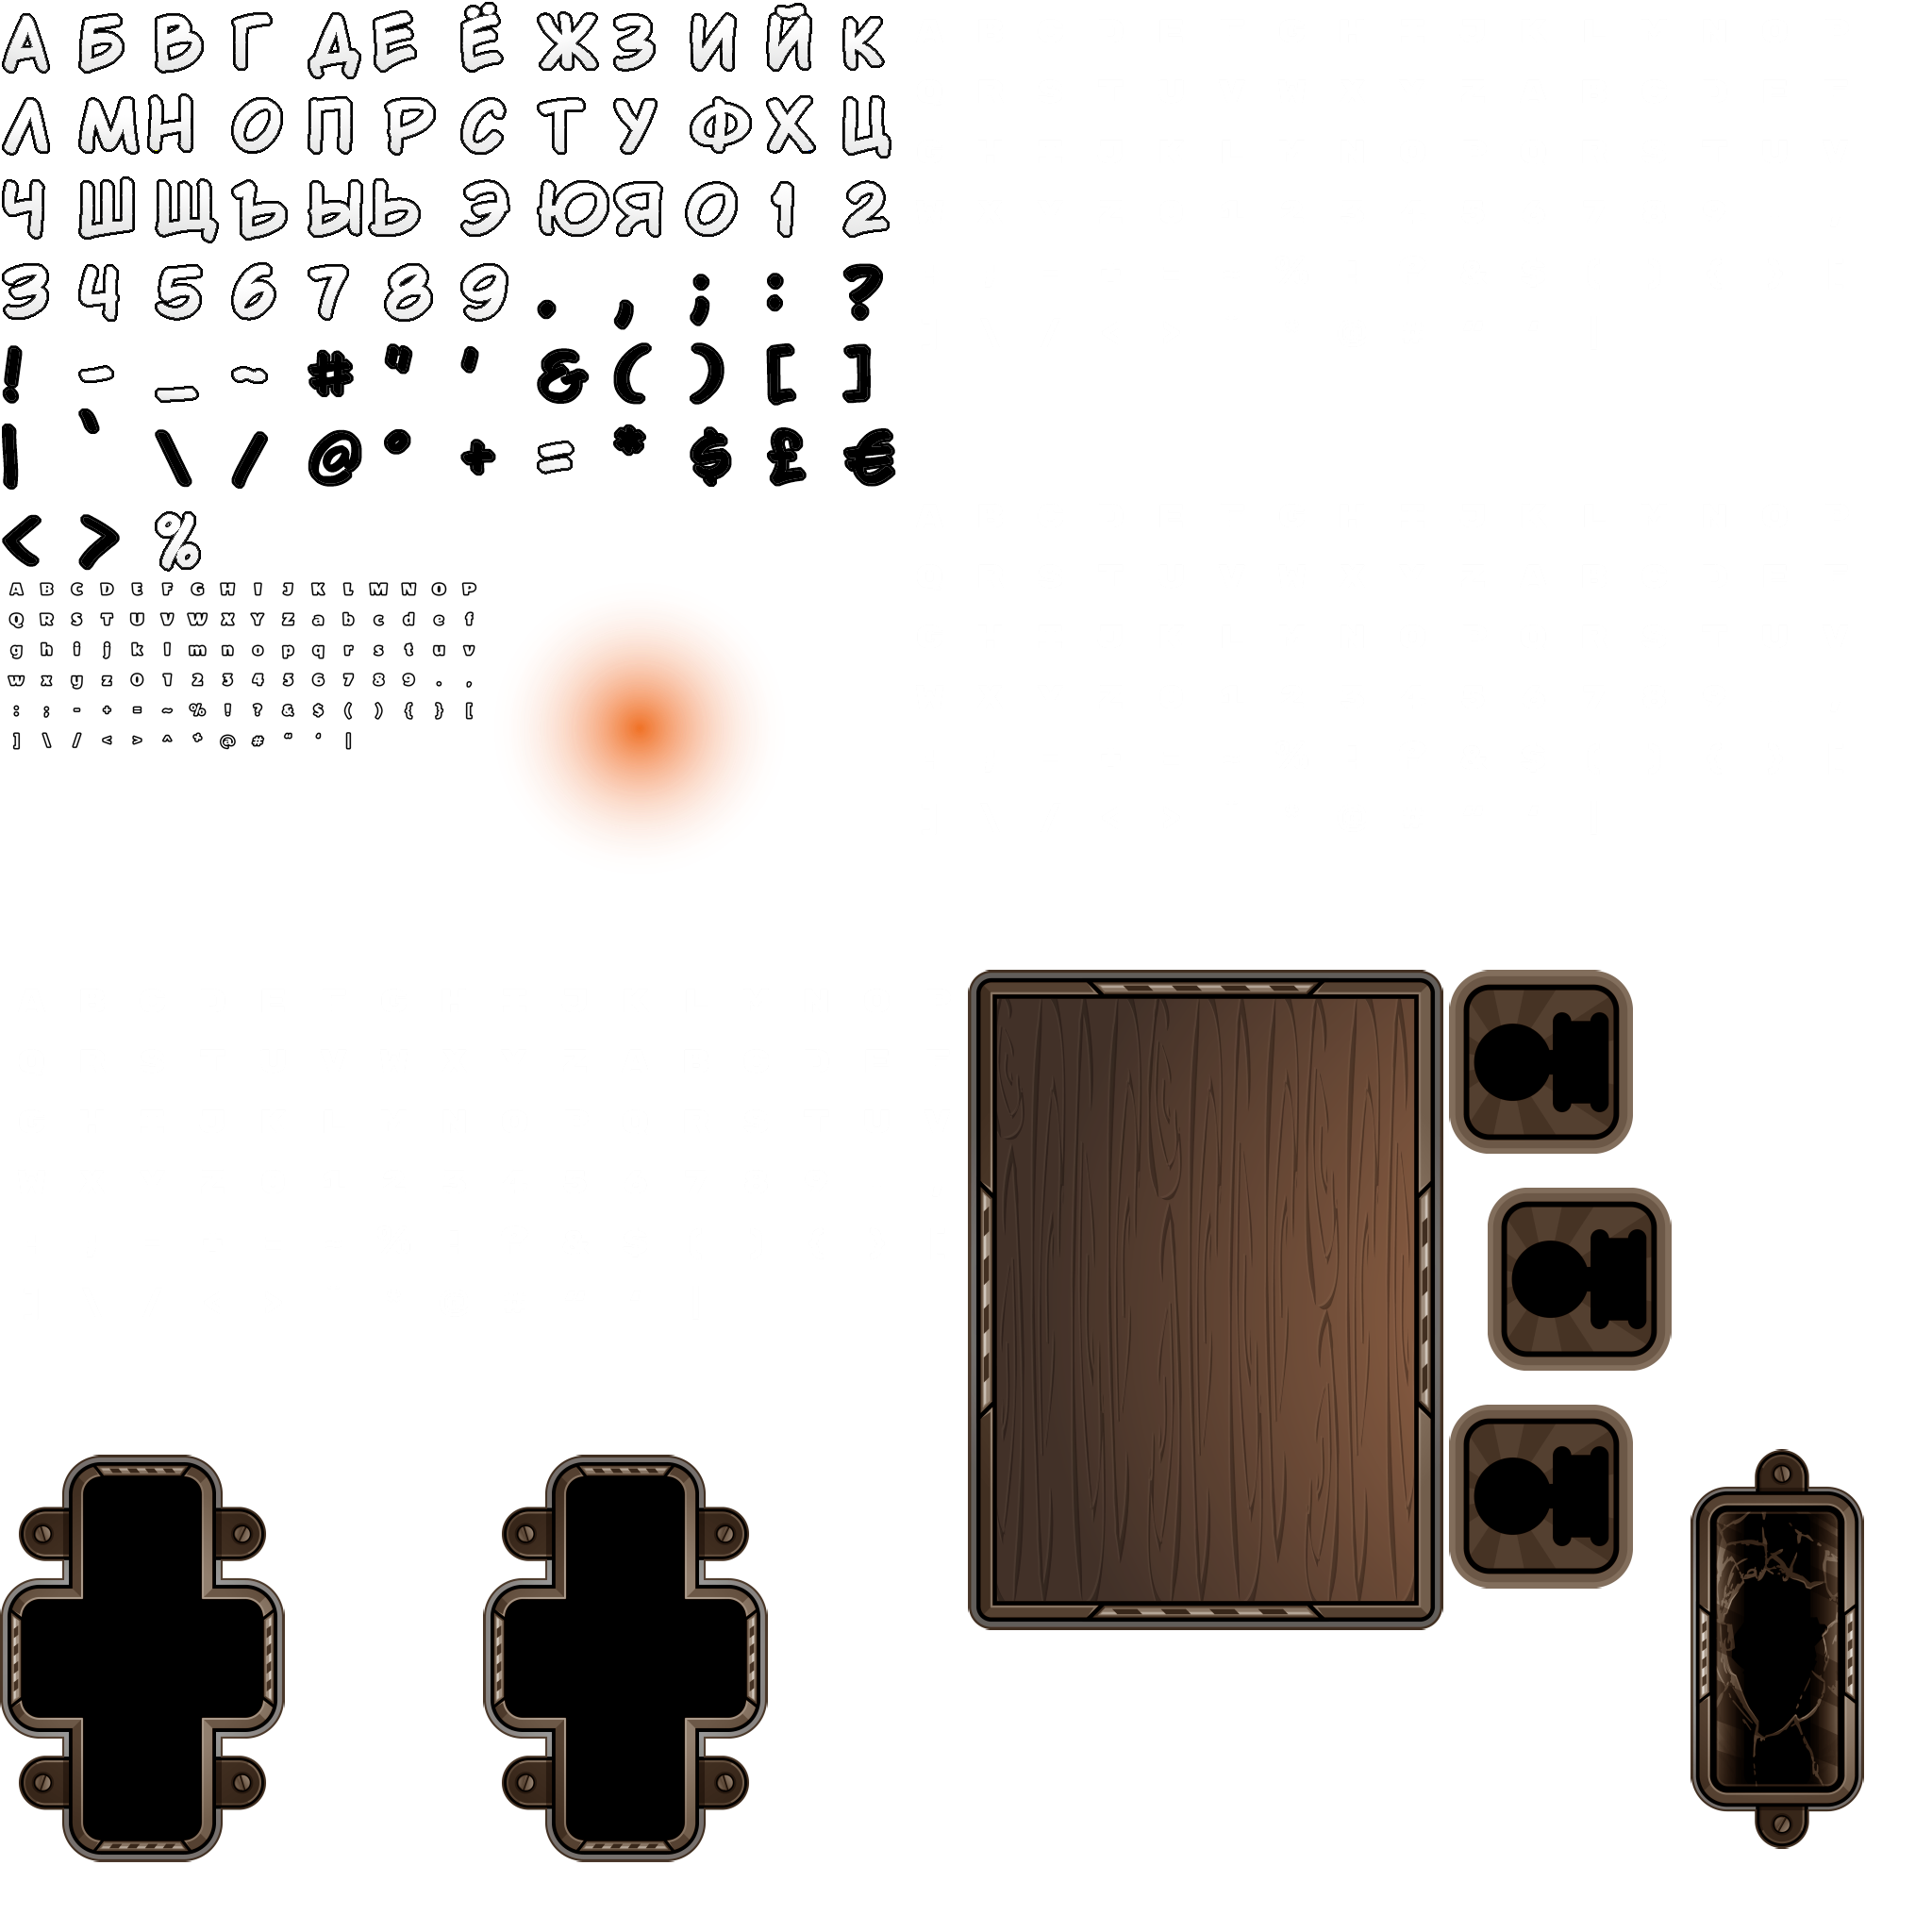 А Б В Г Д Е Ё Ж З И Й К
Л М Н О П Р С Т У Ф Х Ц
Ч Ш Щ Ъ Ы Ь Э Ю Я 0 1 2
3 4 5 6 7 8 9 . , ; : ?
! - _ ~ # " ' & ( ) [ ]
| ` \ / @ ° + = * $ £ €
< > %
A B C D E F G H I J K L M N O P
Q R S T U V W X Y Z a b c d e f
g h i j k l m n o p q r s t u v
w x y z 0 1 2 3 4 5 6 7 8 9 . ,
: ; - + = ~ % ! ? & $ ( ) { } [
] \ / < > ^ * @ # " ' |